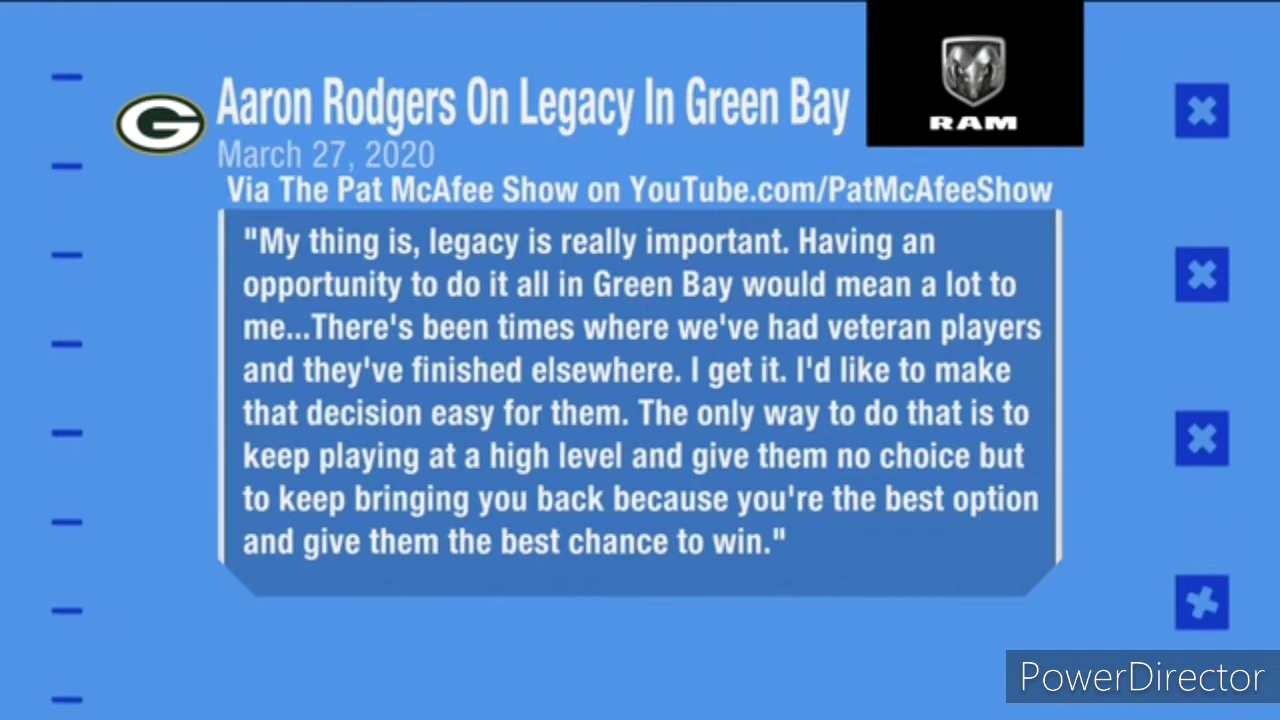 Aaron Rodgers On Legacy In Green Bay
RAM
March 27, 2020
Via The Pat McAfee Show on YouTube.com/PatMcAfeeShow
"My thing is, legacy is really important. Having an
opportunity to do it all in Green Bay would mean a lot to
me...There's been times where we've had veteran players
and they've finished elsewhere. I get it. I'd like to make
that decision easy for them. The only way to do that is to
keep playing at a high level and give them no choice but
to keep bringing you back because you're the best option
and give them the best chance to win."
PowerDirector